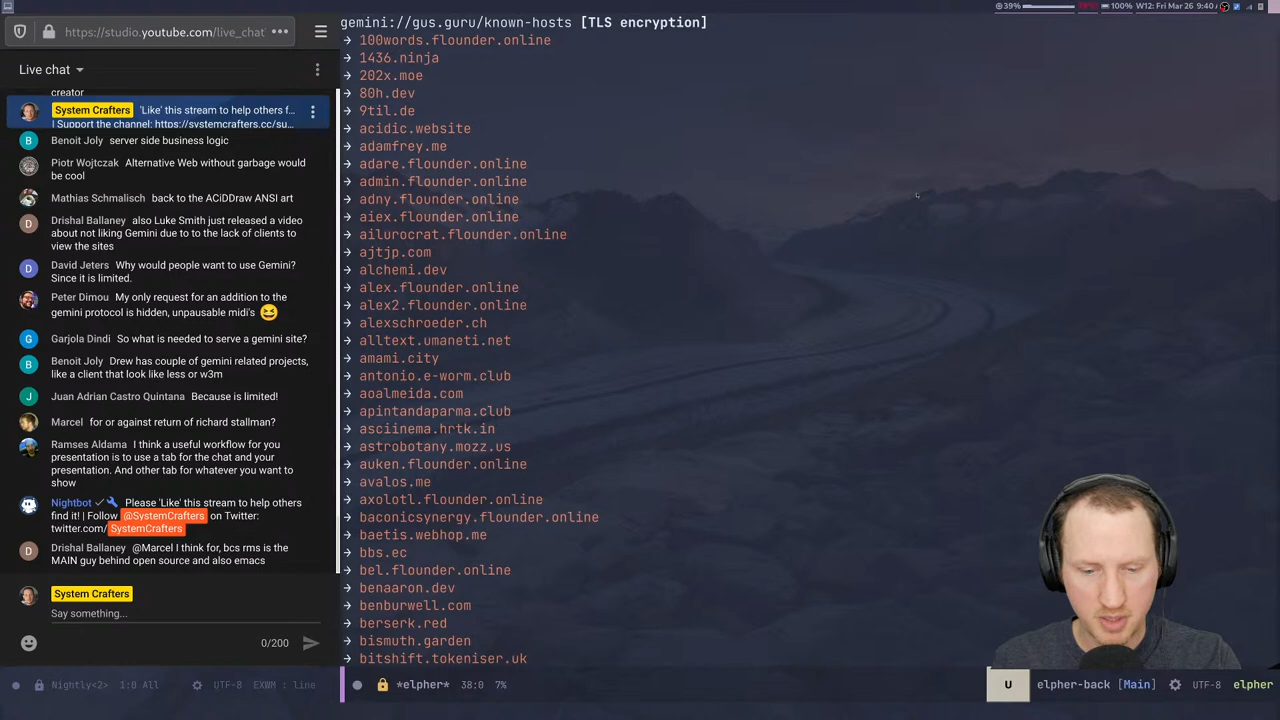 https://studio.youtube.com/live_chat •••
Live chat
creator
System Crafters 'Like' this stream to help others f...
| Support the channel: https://systemcrafters.cc/su...
Benoit Joly server side business logic
Piotr Wojtczak Alternative Web without garbage would
be cool
Mathias Schmalisch back to the ACiDDraw ANSI art
Drishal Ballaney also Luke Smith just released a video
about not liking Gemini due to to the lack of clients to
view the sites
David Jeters Why would people want to use Gemini?
Since it is limited.
Peter Dimou My only request for an addition to the
gemini protocol is hidden, unpausable midi's 😆
Garjola Dindi So what is needed to serve a gemini site?
Benoit Joly Drew has couple of gemini related projects,
like a client that look like less or w3m
Juan Adrian Castro Quintana Because is limited!
Marcel for or against return of richard stallman?
Ramses Aldama I think a useful workflow for you
presentation is to use a tab for the chat and your
presentation. And other tab for whatever you want to
show
Nightbot Please 'Like' this stream to help others
find it! | Follow @SystemCrafters on Twitter:
twitter.com/ SystemCrafters
Drishal Ballaney @Marcel I think for, bcs rms is the
MAIN guy behind open source and also emacs
System Crafters
Say something...
0/200
Nightly<2> 1:0 All UTF-8 EXWM : line
39% 100% W12: Fri Mar 26 9:40 A
gemini://gus.guru/known-hosts [TLS encryption]
→ 100words.flounder.online
→ 1436.ninja
→ 202x.moe
→ 80h.dev
→ 9til.de
→ acidic.website
→ adamfrey.me
→ adare.flounder.online
→ admin.flounder.online
→ adny.flounder.online
→ aiex.flounder.online
→ ailurocrat.flounder.online
→ ajtjp.com
→ alchemi.dev
→ alex.flounder.online
→ alex2.flounder.online
→ alexschroeder.ch
→ alltext.umaneti.net
→ amami.city
→ antonio.e-worm.club
→ aoalmeida.com
→ apintandaparma.club
→ asciinema.hrtk.in
→ astrobotany.mozz.us
→ auken.flounder.online
→ avalos.me
→ axolotl.flounder.online
→ baconicsynergy.flounder.online
→ baetis.webhop.me
→ bbs.ec
→ bel.flounder.online
→ benaaron.dev
→ benburwell.com
→ berserk.red
→ bismuth.garden
→ bitshift.tokeniser.uk
*elpher* 38:0 7% U elpher-back [Main] UTF-8 elpher